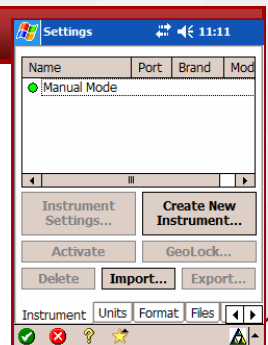 Settings 11:11
Name Port Brand Mod
Manual Mode
Instrument Settings... Create New Instrument...
Activate GeoLock...
Delete Import... Expor...
Instrument Units Format Files